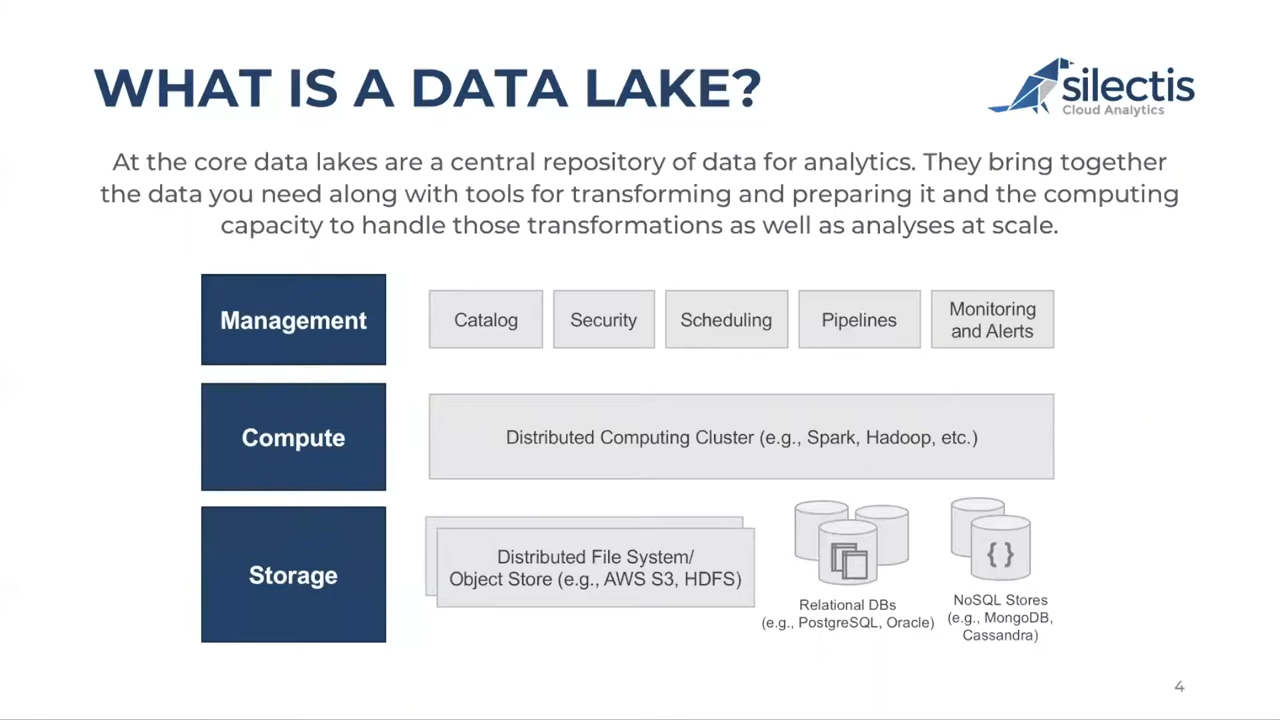 WHAT IS A DATA LAKE?
silectis
Cloud Analytics
At the core data lakes are a central repository of data for analytics. They bring together
the data you need along with tools for transforming and preparing it and the computing
capacity to handle those transformations as well as analyses at scale.
Management
Catalog
Security
Scheduling
Pipelines
Monitoring
and Alerts
Compute
Distributed Computing Cluster (e.g., Spark, Hadoop, etc.)
Storage
Distributed File System/
Object Store (e.g., AWS S3, HDFS)
Relational DBs
(e.g., PostgreSQL, Oracle)
{ }
NoSQL Stores
(e.g., MongoDB,
Cassandra)
4